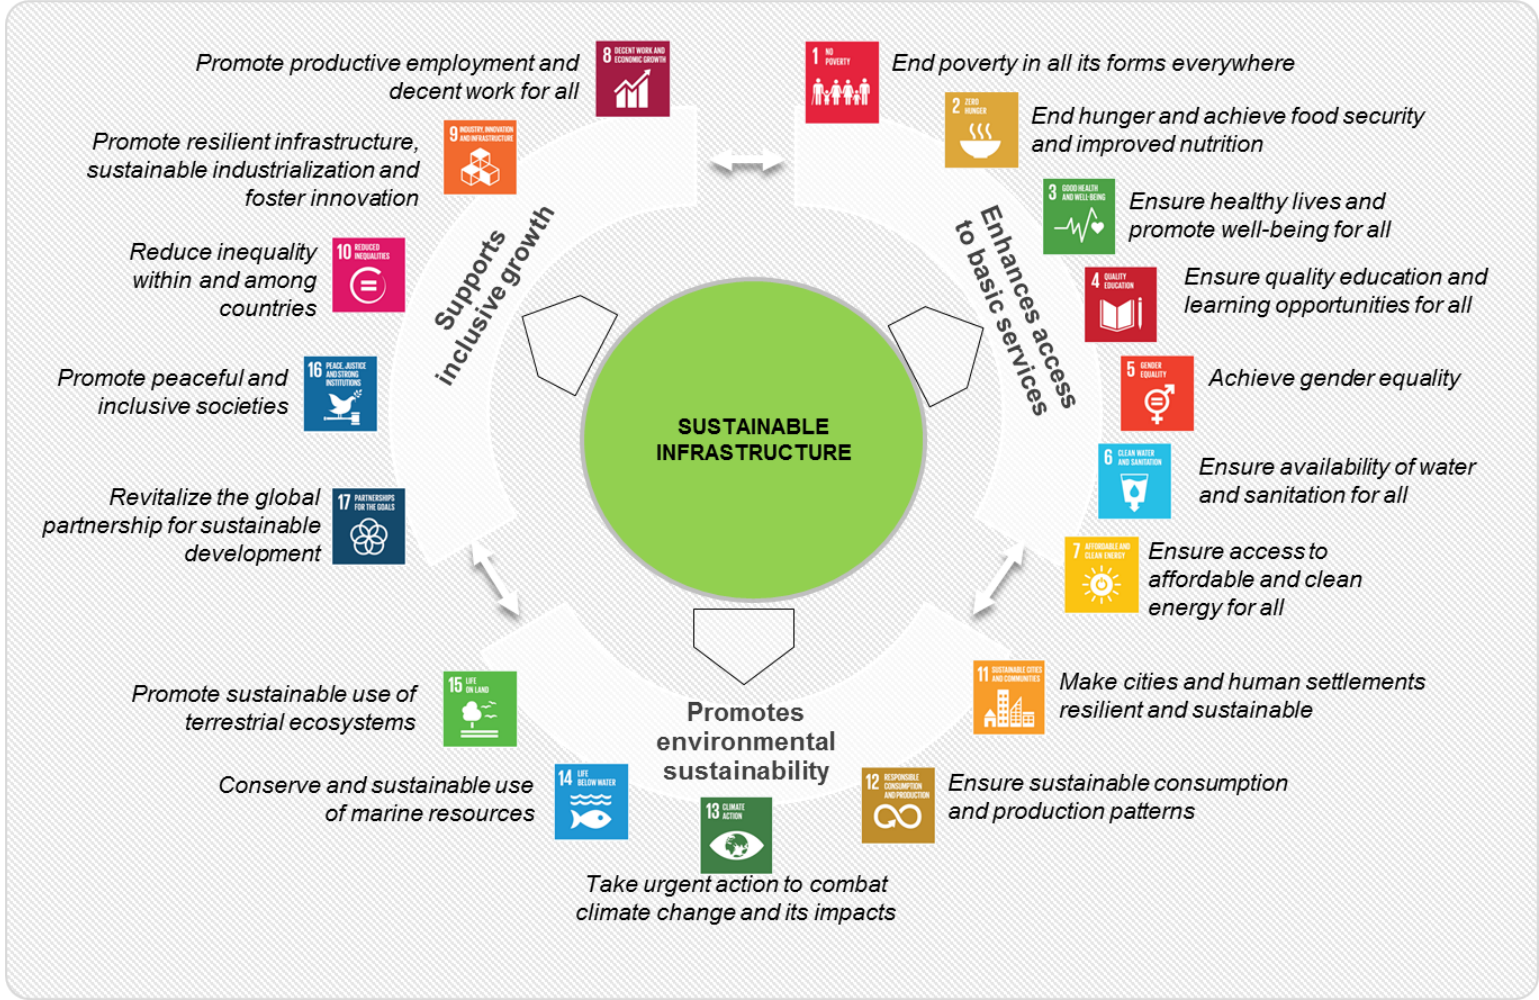 8 DECENT WORK AND
ECONOMIC GROWTH
Promote productive employment and
decent work for all
9 INDUSTRY, INNOVATION
AND INFRASTRUCTURE
Promote resilient infrastructure,
sustainable industrialization and
foster innovation
10 REDUCED
INEQUALITIES
Reduce inequality
within and among
countries
16 PEACE, JUSTICE
AND STRONG
INSTITUTIONS
Promote peaceful and
inclusive societies
17 PARTNERSHIPS
FOR THE GOALS
Revitalize the global
partnership for sustainable
development
Supports
inclusive growth
1 NO
POVERTY
End poverty in all its forms everywhere
2 ZERO
HUNGER
End hunger and achieve food security
and improved nutrition
3 GOOD HEALTH
AND WELL-BEING
Ensure healthy lives and
promote well-being for all
4 QUALITY
EDUCATION
Ensure quality education and
learning opportunities for all
5 GENDER
EQUALITY
Achieve gender equality
6 CLEAN WATER
AND SANITATION
Ensure availability of water
and sanitation for all
7 AFFORDABLE AND
CLEAN ENERGY
Ensure access to
affordable and clean
energy for all
Enhances access
to basic services
SUSTAINABLE
INFRASTRUCTURE
Promotes
environmental
sustainability
11 SUSTAINABLE CITIES
AND COMMUNITIES
Make cities and human settlements
resilient and sustainable
12 RESPONSIBLE
CONSUMPTION
AND PRODUCTION
Ensure sustainable consumption
and production patterns
13 CLIMATE
ACTION
Take urgent action to combat
climate change and its impacts
14 LIFE
BELOW WATER
Conserve and sustainable use
of marine resources
15 LIFE
ON LAND
Promote sustainable use of
terrestrial ecosystems